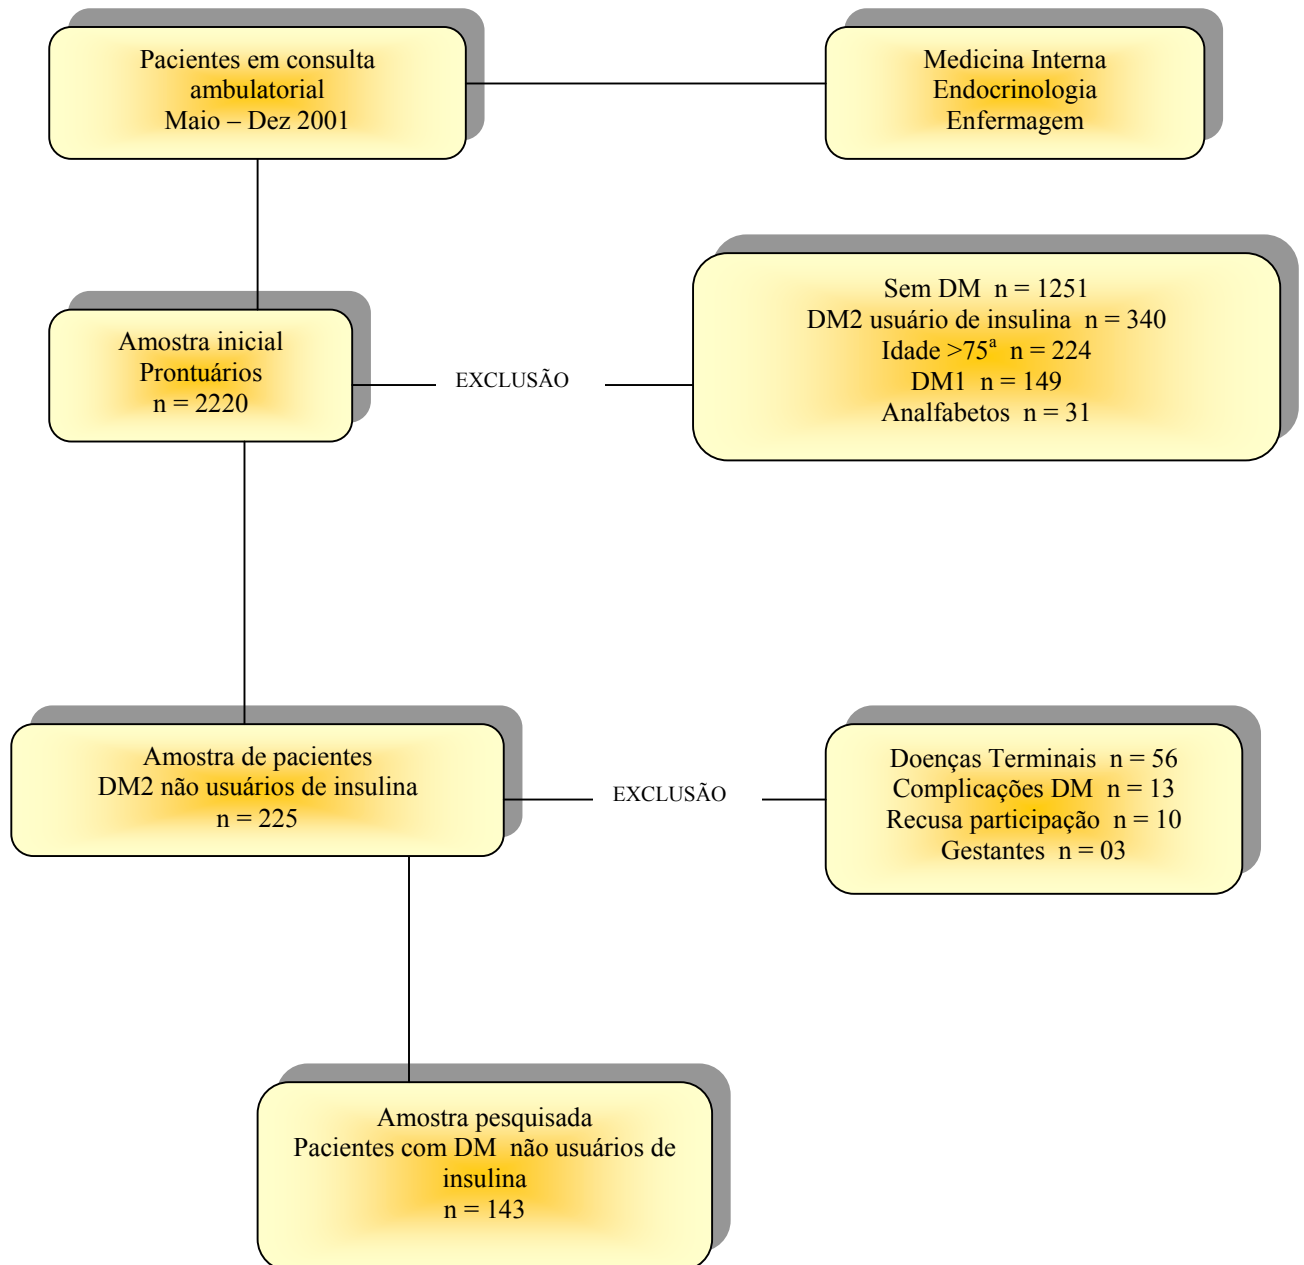 Pacientes em consulta
ambulatorial
Maio – Dez 2001
Medicina Interna
Endocrinologia
Enfermagem
Amostra inicial
Prontuários
n = 2220
EXCLUSÃO
Sem DM n = 1251
DM2 usuário de insulina n = 340
Idade >75ª n = 224
DM1 n = 149
Analfabetos n = 31
Amostra de pacientes
DM2 não usuários de insulina
n = 225
EXCLUSÃO
Doenças Terminais n = 56
Complicações DM n = 13
Recusa participação n = 10
Gestantes n = 03
Amostra pesquisada
Pacientes com DM não usuários de
insulina
n = 143